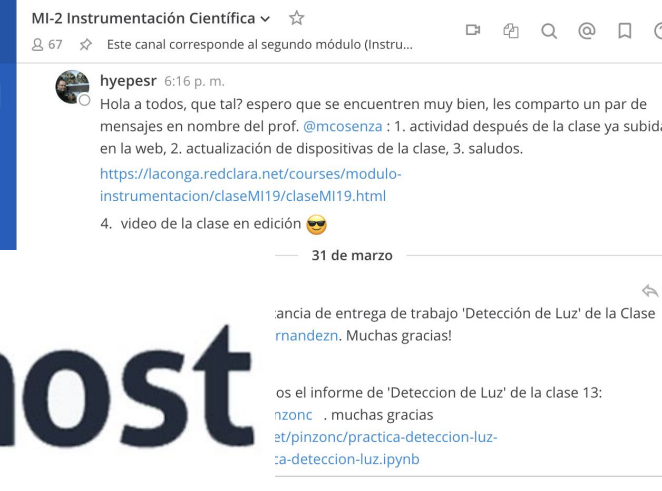 MI-2 Instrumentación Científica
67 Este canal corresponde al segundo módulo (Instru...
hyepesr 6:16 p. m.
Hola a todos, que tal? espero que se encuentren muy bien, les comparto un par de
mensajes en nombre del prof. @mcosenza : 1. actividad después de la clase ya subida
en la web, 2. actualización de dispositivas de la clase, 3. saludos.
https://laconga.redclara.net/courses/modulo-
instrumentacion/claseMI19/claseMI19.html
4. video de la clase en edición
31 de marzo
tancia de entrega de trabajo 'Detección de Luz' de la Clase
rnandezn. Muchas gracias!
os el informe de 'Deteccion de Luz' de la clase 13:
nzonc . muchas gracias
et/pinzonc/practica-deteccion-luz-
ca-deteccion-luz.ipynb
ost